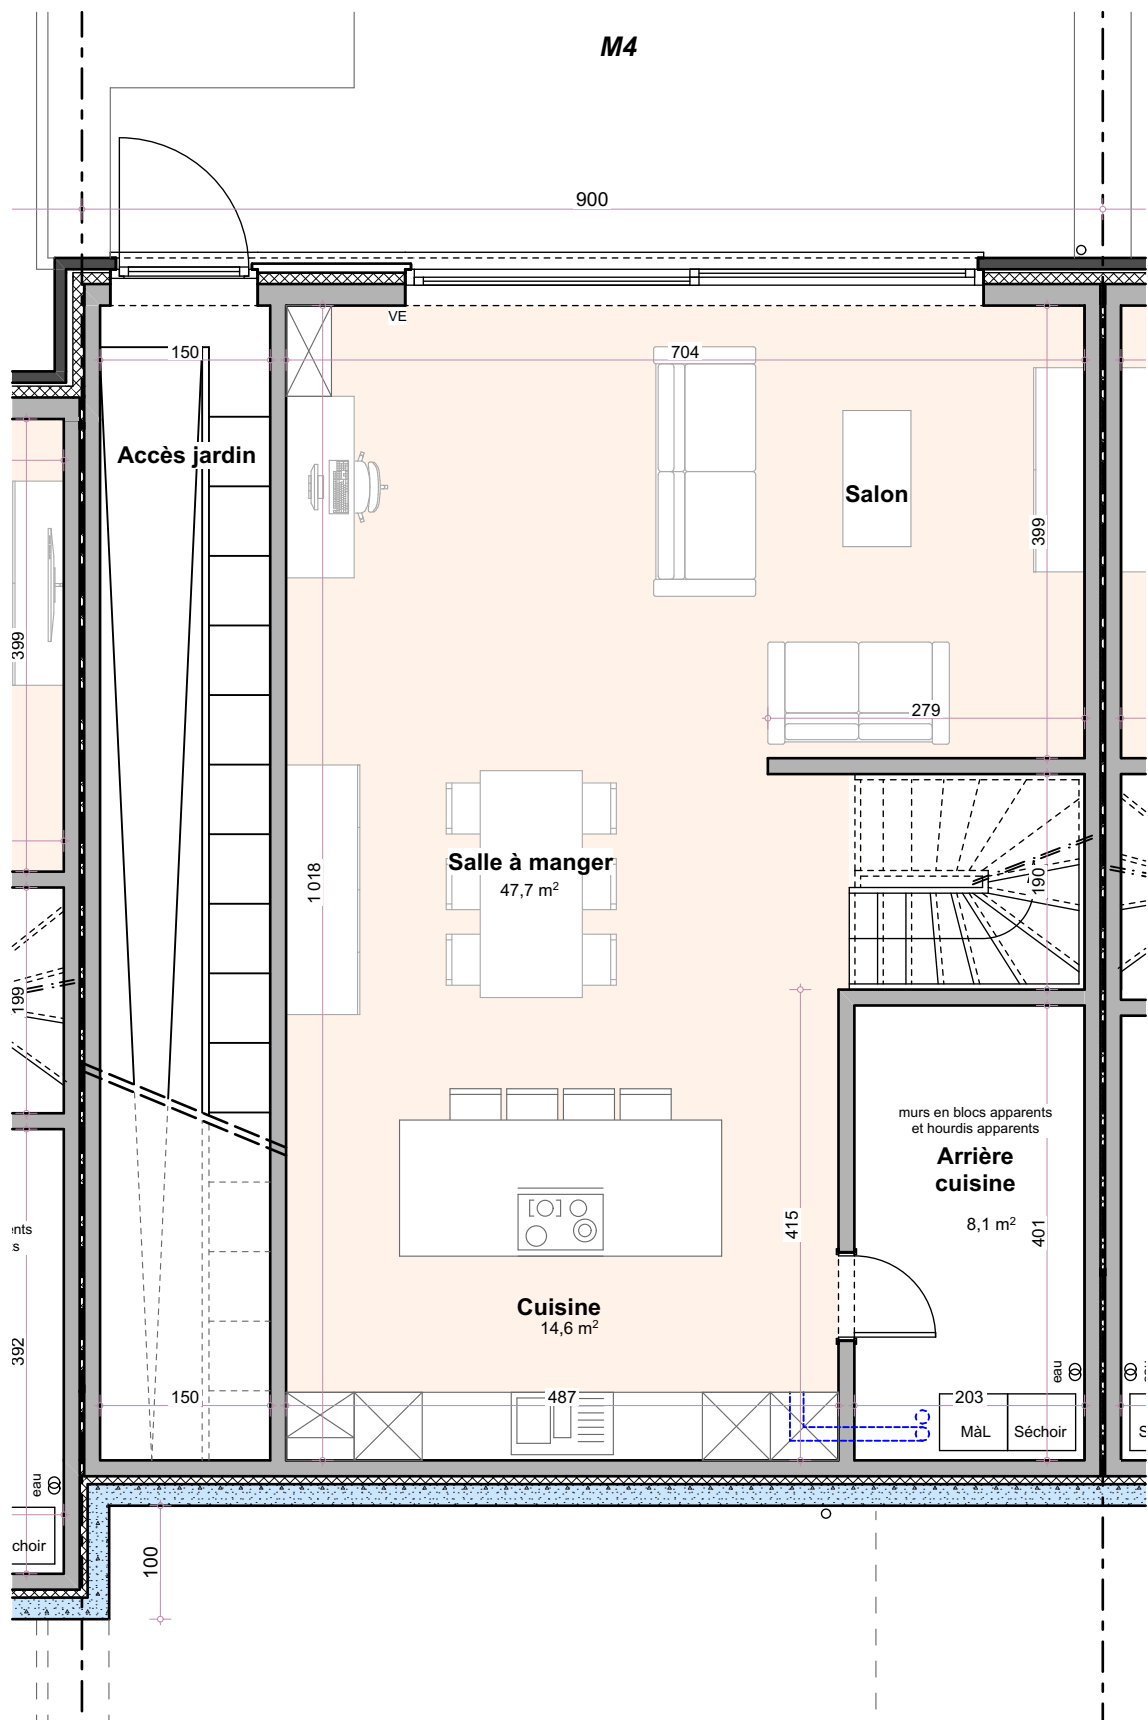 M4
900
VE
150
704
Accès jardin
Salon
399
399
279
Salle à manger
47,7 m²
1 018
190
199
murs en blocs apparents
et hourdis apparents
Arrière
cuisine
8,1 m²
415
401
392
Cuisine
14,6 m²
eau
150
487
203
MàL
Séchoir
eau
choir
100